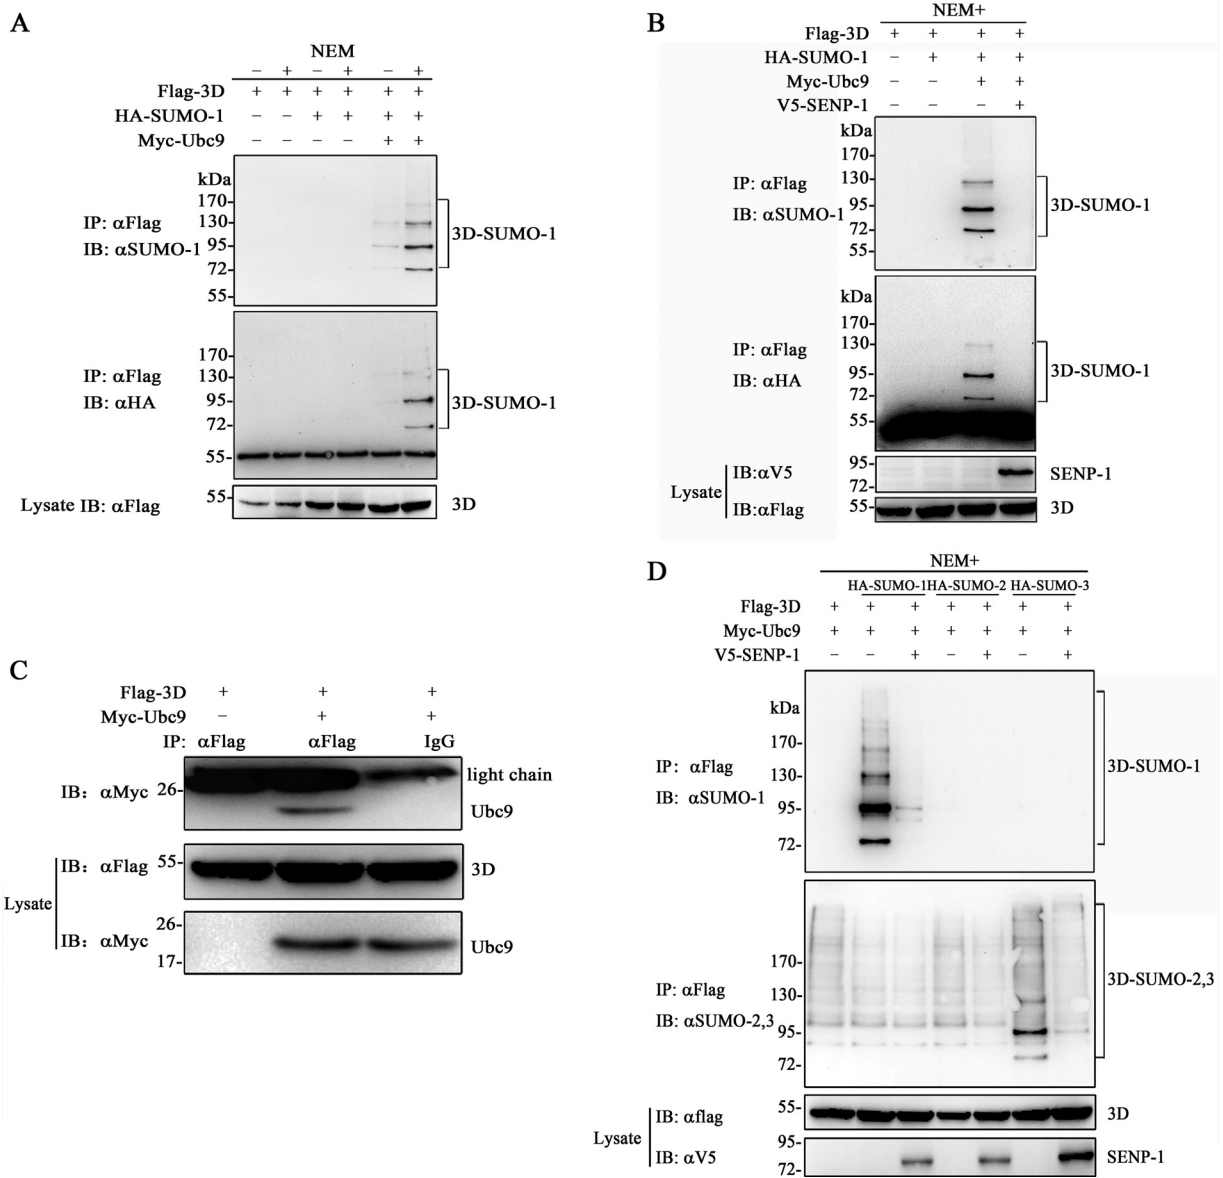 A
NEM
− + − + − +
Flag-3D + + + + + +
HA-SUMO-1 − − + + + +
Myc-Ubc9 − − − − + +
kDa
170-
130-
95-
72-
55-
IP: αFlag
IB: αSUMO-1
3D-SUMO-1
170-
130-
95-
72-
55-
IP: αFlag
IB: αHA
3D-SUMO-1
55-
Lysate IB: αFlag
3D
B
NEM+
Flag-3D + + + +
HA-SUMO-1 − + + +
Myc-Ubc9 − − + +
V5-SENP-1 − − − +
kDa
170-
130-
95-
72-
55-
IP: αFlag
IB: αSUMO-1
3D-SUMO-1
kDa
170-
130-
95-
72-
55-
IP: αFlag
IB: αHA
3D-SUMO-1
Lysate
IB:αV5
95-
72-
SENP-1
IB:αFlag
55-
3D
C
Flag-3D + + +
Myc-Ubc9 − + +
IP: αFlag αFlag IgG
IB: αMyc
26-
light chain
Ubc9
Lysate
IB: αFlag
55-
3D
IB: αMyc
26-
17-
Ubc9
D
NEM+
HA-SUMO-1 HA-SUMO-2 HA-SUMO-3
Flag-3D + + + + + + +
Myc-Ubc9 + + + + + + +
V5-SENP-1 − − + − + − +
kDa
170-
130-
95-
72-
IP: αFlag
IB: αSUMO-1
3D-SUMO-1
170-
130-
95-
72-
IP: αFlag
IB: αSUMO-2,3
3D-SUMO-2,3
Lysate
IB: αflag
55-
3D
IB: αV5
95-
72-
SENP-1